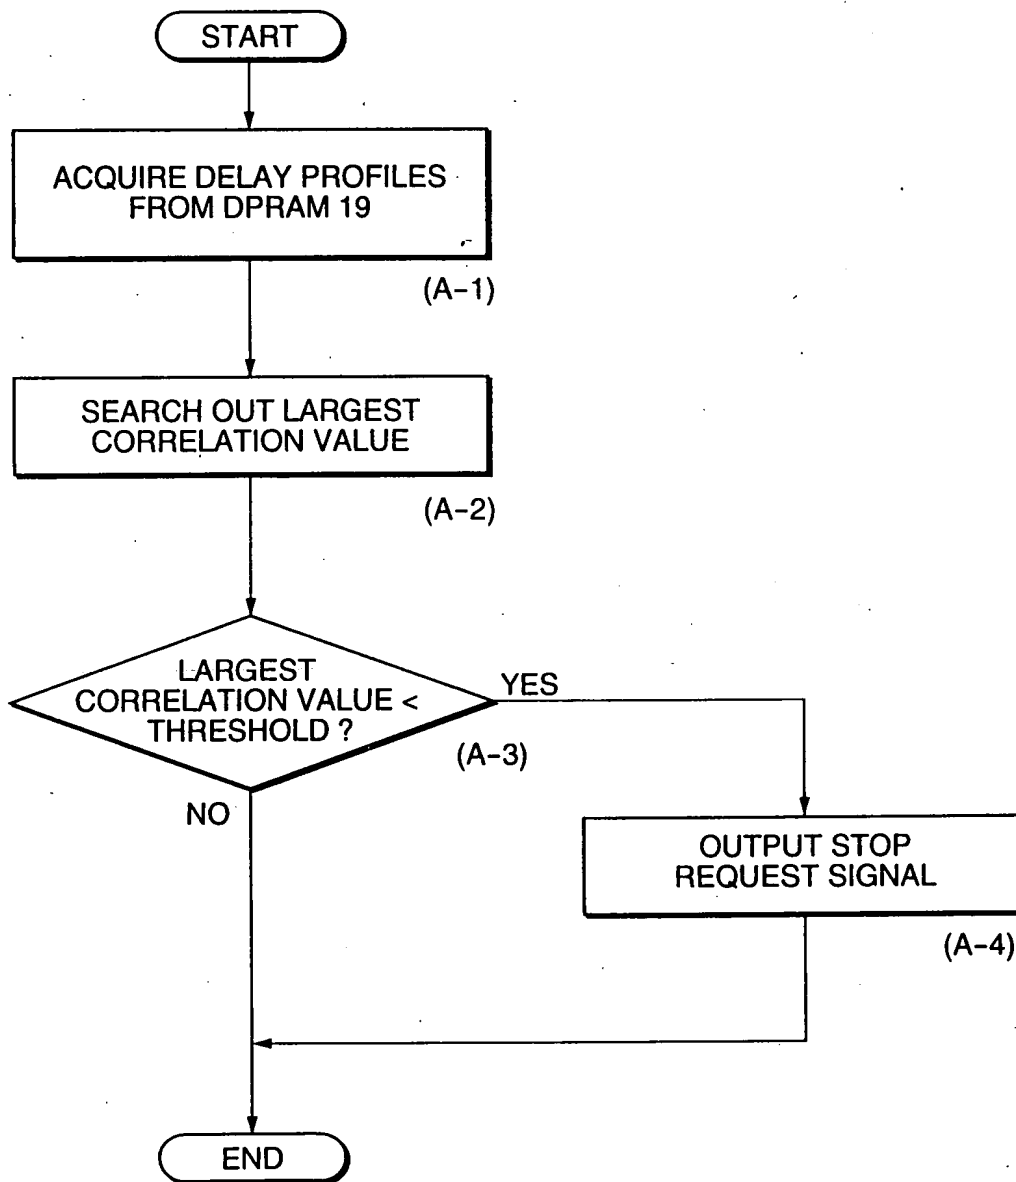 START
ACQUIRE DELAY PROFILES
FROM DPRAM 19
(A-1)
SEARCH OUT LARGEST
CORRELATION VALUE
(A-2)
LARGEST
CORRELATION VALUE <
THRESHOLD ?
YES
(A-3)
NO
OUTPUT STOP
REQUEST SIGNAL
(A-4)
END